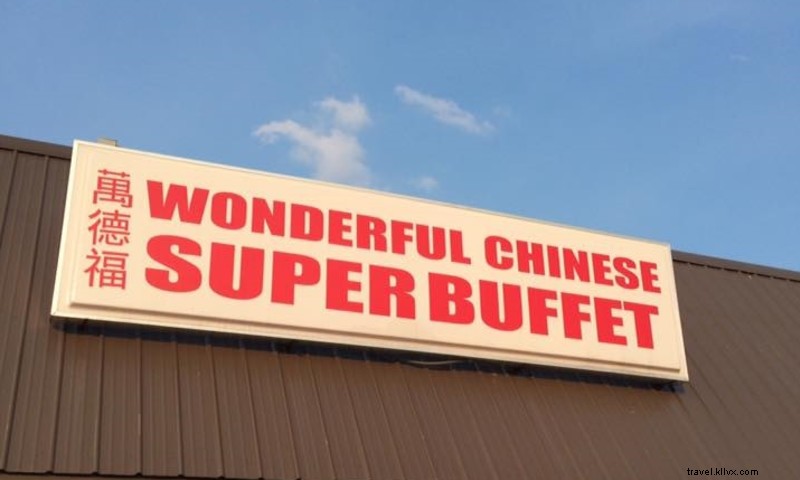 萬德福
WONDERFUL CHINESE
SUPER BUFFET
travel.kllvx.com